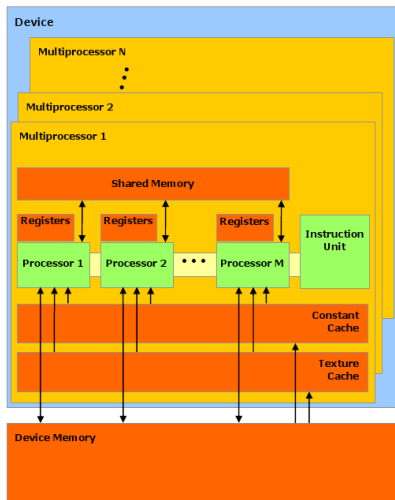 Device
Multiprocessor N
Multiprocessor 2
Multiprocessor 1
Shared Memory
Registers
Registers
Registers
Instruction
Unit
Processor 1
Processor 2
Processor M
Constant
Cache
Texture
Cache
Device Memory